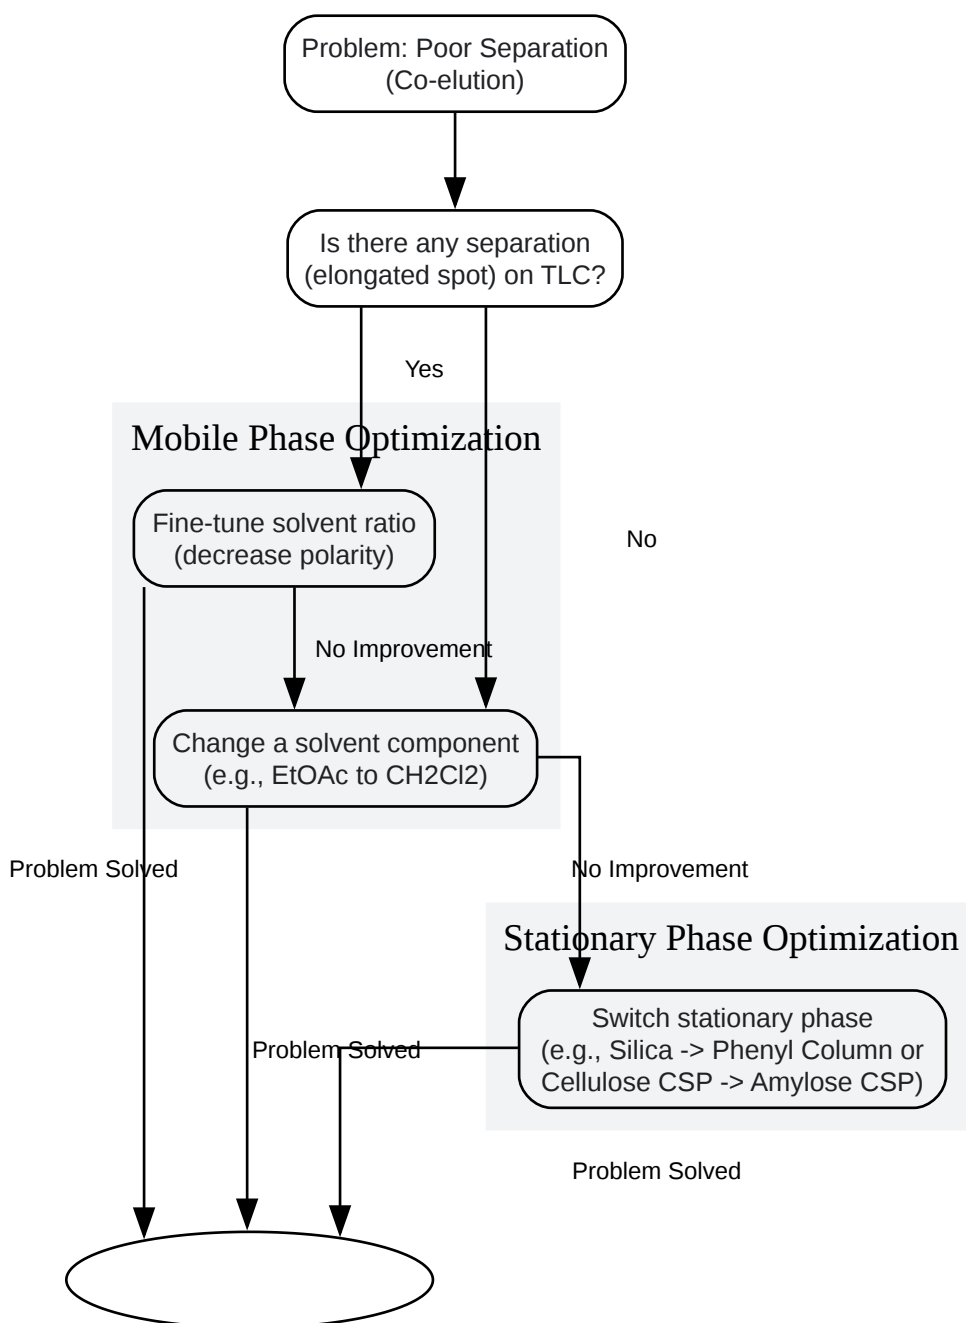 Problem: Poor Separation
(Co-elution)
Is there any separation
(elongated spot) on TLC?
Yes
Mobile Phase Optimization
Fine-tune solvent ratio
(decrease polarity)
No
No Improvement
Change a solvent component
(e.g., EtOAc to CH2Cl2)
Problem Solved
No Improvement
Stationary Phase Optimization
Switch stationary phase
(e.g., Silica -> Phenyl Column or
Cellulose CSP -> Amylose CSP)
Problem Solved
Problem Solved